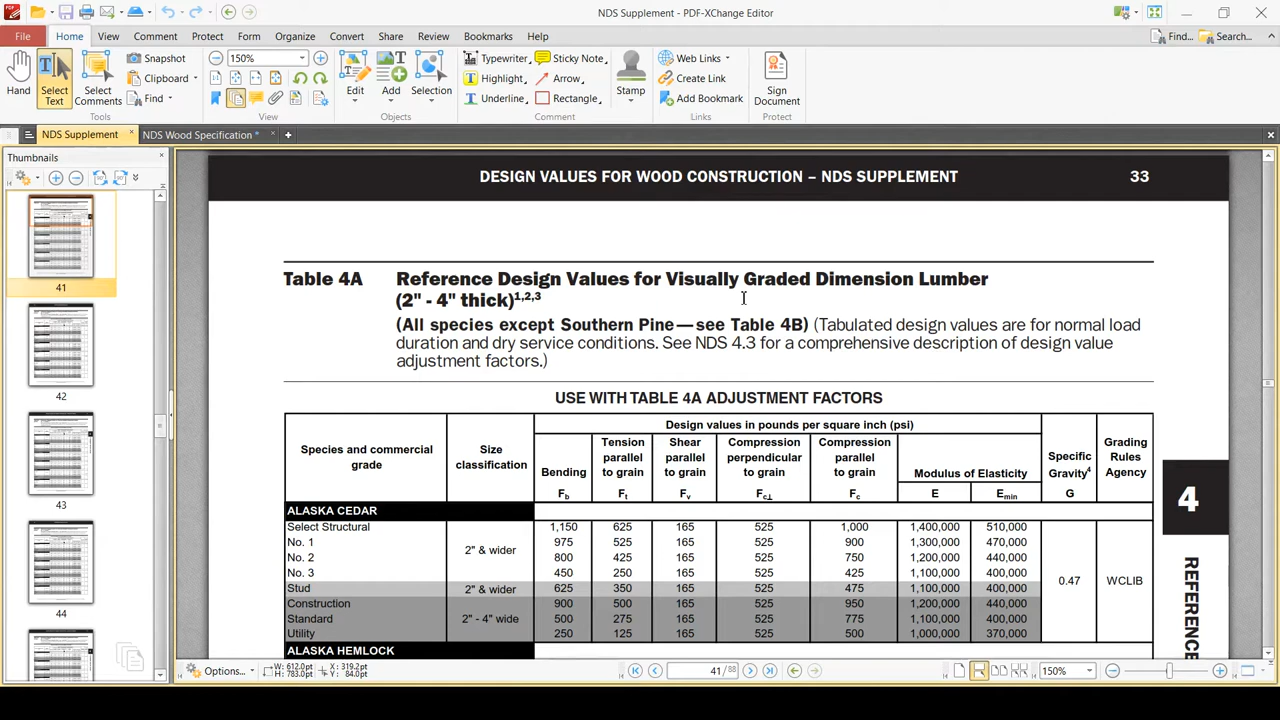 NDS Supplement - PDF-XChange Editor
File Home View Comment Protect Form Organize Convert Share Review Bookmarks Help Find... Search...
Hand
Select Text
Select Comments
Snapshot
Clipboard
Find
Tools
150%
View
Edit
Add
Selection
Objects
Typewriter
Highlight
Underline
Sticky Note
Arrow
Rectangle
Stamp
Comment
Web Links
Create Link
Add Bookmark
Links
Sign Document
Protect
NDS Supplement NDS Wood Specification *
Thumbnails
41
42
43
44
DESIGN VALUES FOR WOOD CONSTRUCTION – NDS SUPPLEMENT 33
Table 4A Reference Design Values for Visually Graded Dimension Lumber
(2" - 4" thick)1,2,3
(All species except Southern Pine — see Table 4B) (Tabulated design values are for normal load
duration and dry service conditions. See NDS 4.3 for a comprehensive description of design value
adjustment factors.)
USE WITH TABLE 4A ADJUSTMENT FACTORS
Species and commercial grade
Size classification
Design values in pounds per square inch (psi)
Bending Fb
Tension parallel to grain Ft
Shear parallel to grain Fv
Compression perpendicular to grain Fc⊥
Compression parallel to grain Fc
Modulus of Elasticity
E Emin
Specific Gravity4 G
Grading Rules Agency
ALASKA CEDAR
Select Structural 1,150 625 165 525 1,000 1,400,000 510,000
No. 1 2" & wider 975 525 165 525 900 1,300,000 470,000
No. 2 800 425 165 525 750 1,200,000 440,000
No. 3 450 250 165 525 425 1,100,000 400,000
Stud 2" & wider 625 350 165 525 475 1,100,000 400,000
Construction 900 500 165 525 950 1,200,000 440,000
Standard 2" - 4" wide 500 275 165 525 775 1,100,000 400,000
Utility 250 125 165 525 500 1,000,000 370,000
0.47 WCLIB
ALASKA HEMLOCK
4
REFERENCE
Options...
W: 612.0pt
H: 783.0pt
X: 319.2pt
Y: 84.0pt
41 / 88
150%